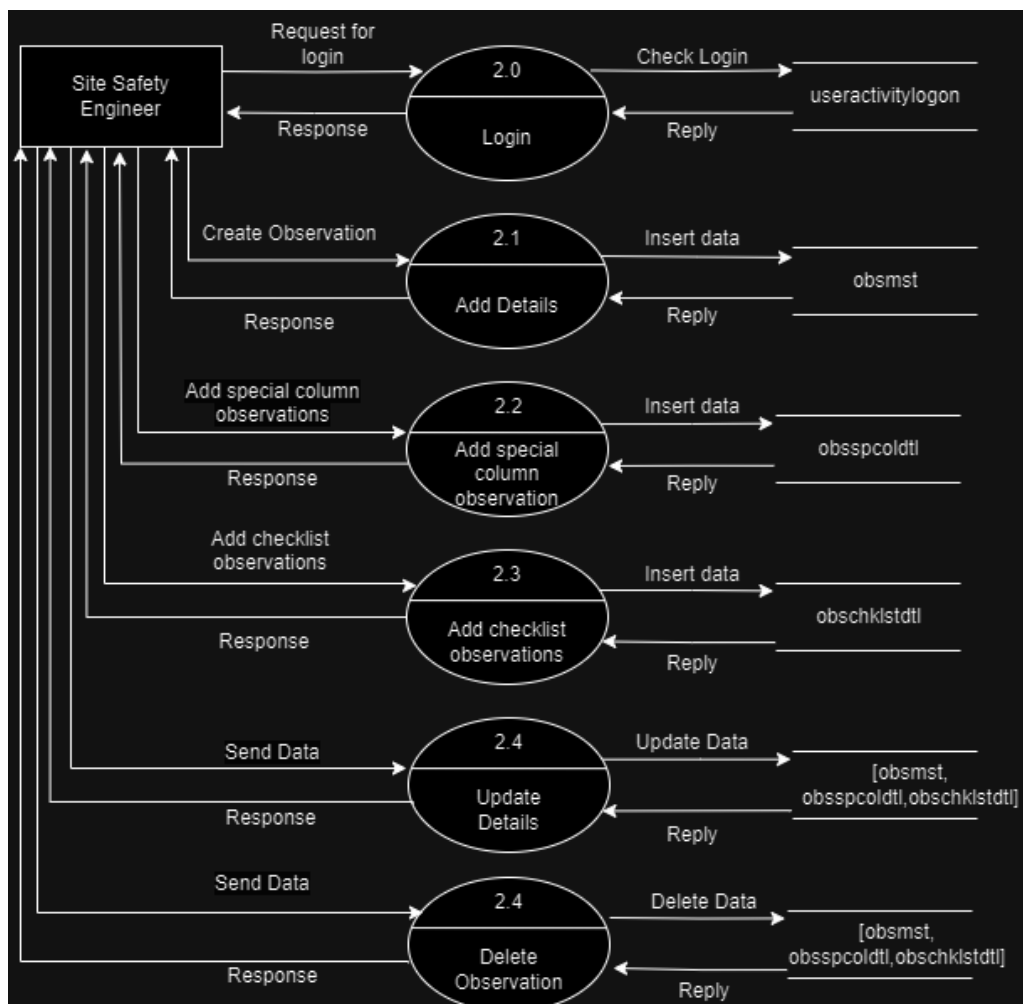 Request for
login
2.0
Check Login
Site Safety
Engineer
useractivitylogon
Response
Login
Reply
Create Observation
2.1
Insert data
obsmst
Add Details
Response
Reply
Add special column
observations
2.2
Insert data
obsspcoldtl
Add special
column
observation
Response
Reply
Add checklist
observations
2.3
Insert data
obschklstdtl
Add checklist
observations
Response
Reply
Send Data
2.4
Update Data
[obsmst,
obsspcoldtl,obschklstdtl]
Update
Details
Response
Reply
Send Data
2.4
Delete Data
[obsmst,
obsspcoldtl,obschklstdtl]
Delete
Observation
Response
Reply